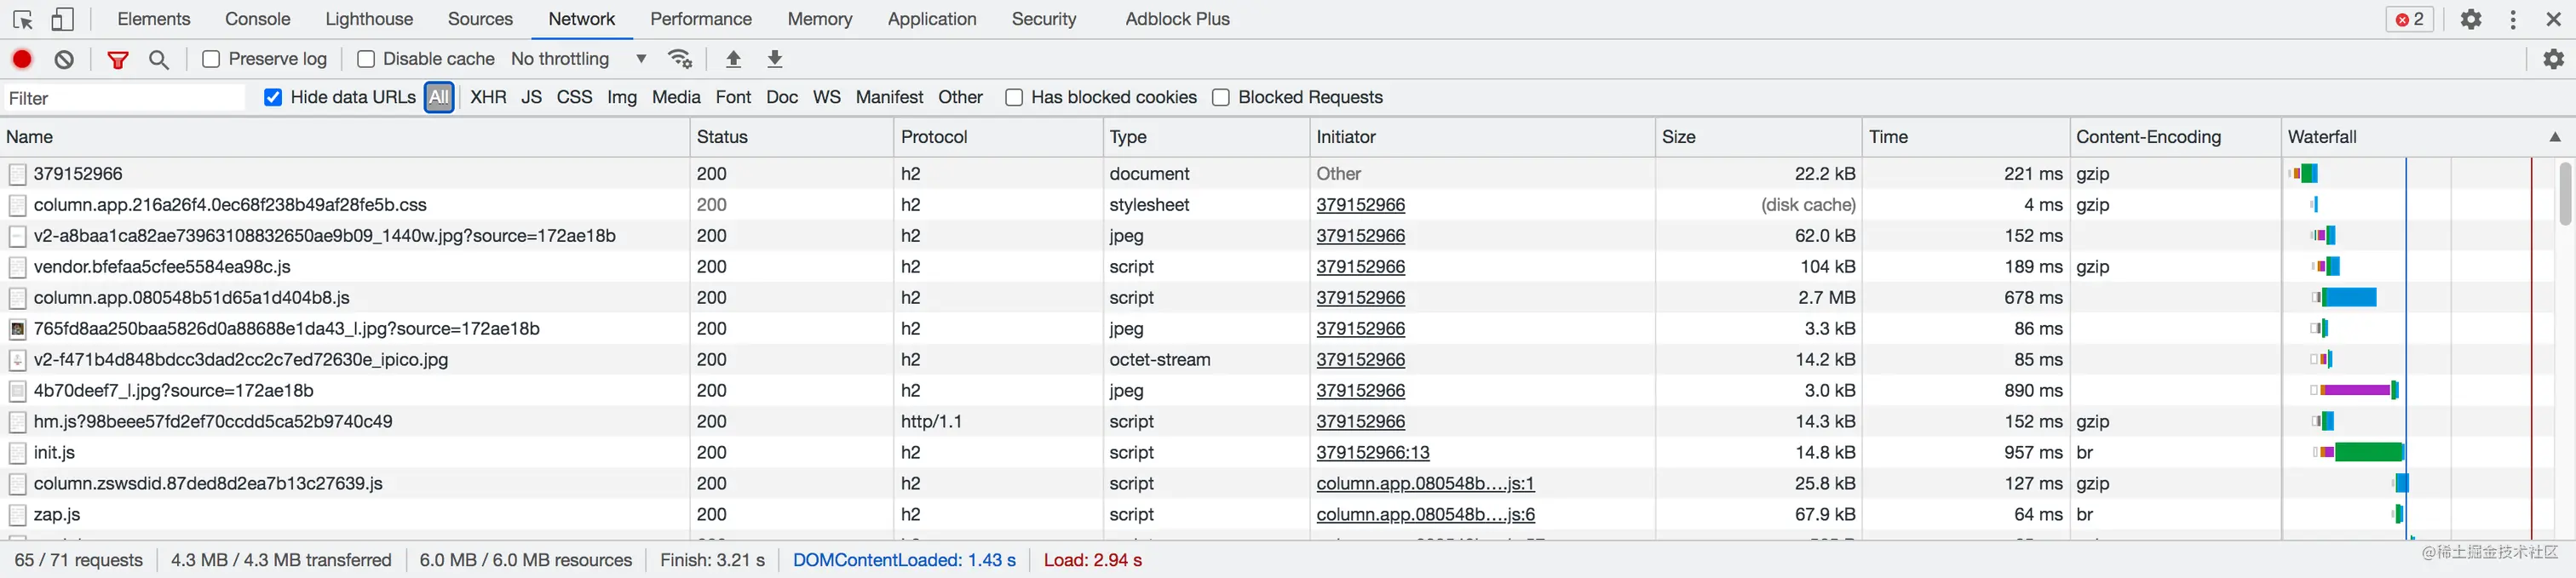 Elements Console Lighthouse Sources Network Performance Memory Application Security Adblock Plus 2
Preserve log Disable cache No throttling
Filter Hide data URLs All XHR JS CSS Img Media Font Doc WS Manifest Other Has blocked cookies Blocked Requests
Name Status Protocol Type Initiator Size Time Content-Encoding Waterfall
379152966 200 h2 document Other 22.2 kB 221 ms gzip
column.app.216a26f4.0ec68f238b49af28fe5b.css 200 h2 stylesheet 379152966 (disk cache) 4 ms gzip
v2-a8baa1ca82ae73963108832650ae9b09_1440w.jpg?source=172ae18b 200 h2 jpeg 379152966 62.0 kB 152 ms
vendor.bfefaa5cfee5584ea98c.js 200 h2 script 379152966 104 kB 189 ms gzip
column.app.080548b51d65a1d404b8.js 200 h2 script 379152966 2.7 MB 678 ms
765fd8aa250baa5826d0a88688e1da43_l.jpg?source=172ae18b 200 h2 jpeg 379152966 3.3 kB 86 ms
v2-f471b4d848bdcc3dad2cc2c7ed72630e_ipico.jpg 200 h2 octet-stream 379152966 14.2 kB 85 ms
4b70deef7_l.jpg?source=172ae18b 200 h2 jpeg 379152966 3.0 kB 890 ms
hm.js?98beee57fd2ef70ccdd5ca52b9740c49 200 http/1.1 script 379152966 14.3 kB 152 ms gzip
init.js 200 h2 script 379152966:13 14.8 kB 957 ms br
column.zswsdid.87ded8d2ea7b13c27639.js 200 h2 script column.app.080548b….js:1 25.8 kB 127 ms gzip
zap.js 200 h2 script column.app.080548b….js:6 67.9 kB 64 ms br
65 / 71 requests 4.3 MB / 4.3 MB transferred 6.0 MB / 6.0 MB resources Finish: 3.21 s DOMContentLoaded: 1.43 s Load: 2.94 s
@稀土掘金技术社区